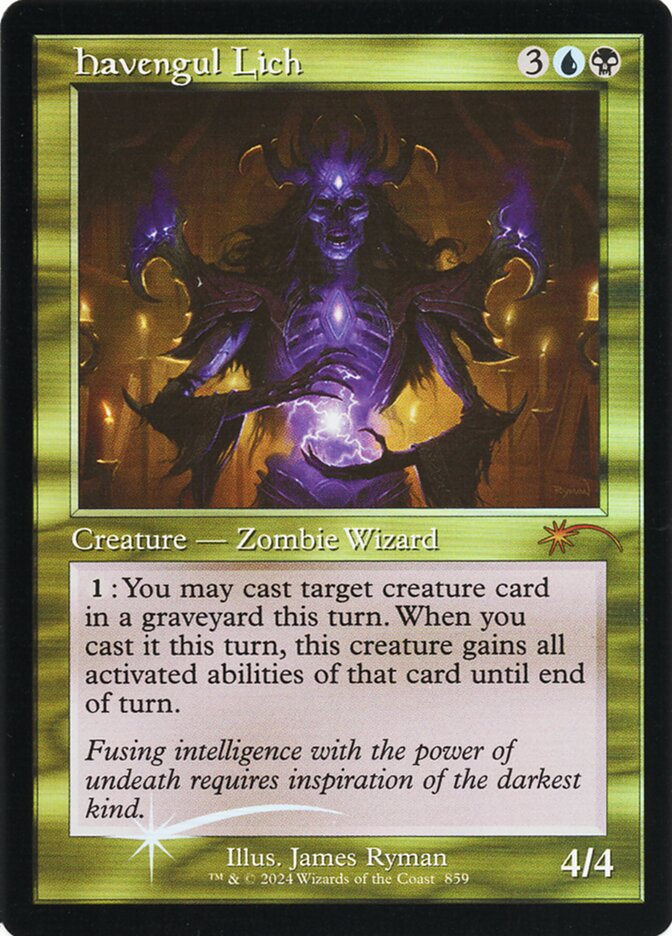 Havengul Lich
3
Creature — Zombie Wizard
1 : You may cast target creature card
in a graveyard this turn. When you
cast it this turn, this creature gains all
activated abilities of that card until end
of turn.
Fusing intelligence with the power of
undeath requires inspiration of the darkest
kind.
Illus. James Ryman
™ & © 2024 Wizards of the Coast 859
4/4
Ryman